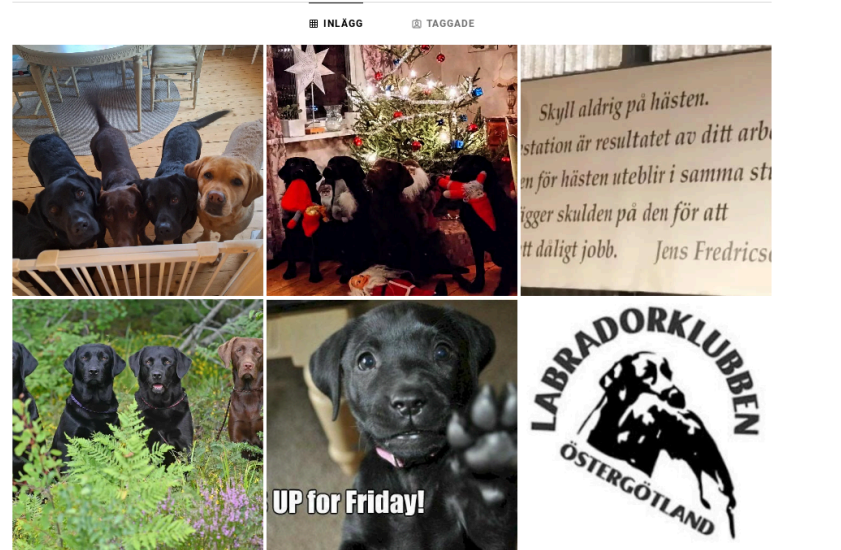 INLÄGG
TAGGADE
Skyll aldrig på hästen.
är resultatet av ditt
för hästen uteblir i samma
skulden på den för att
dåligt jobb. Jens
UP for Friday!
LABRADORKLUBBEN
ÖSTERGÖTLAND